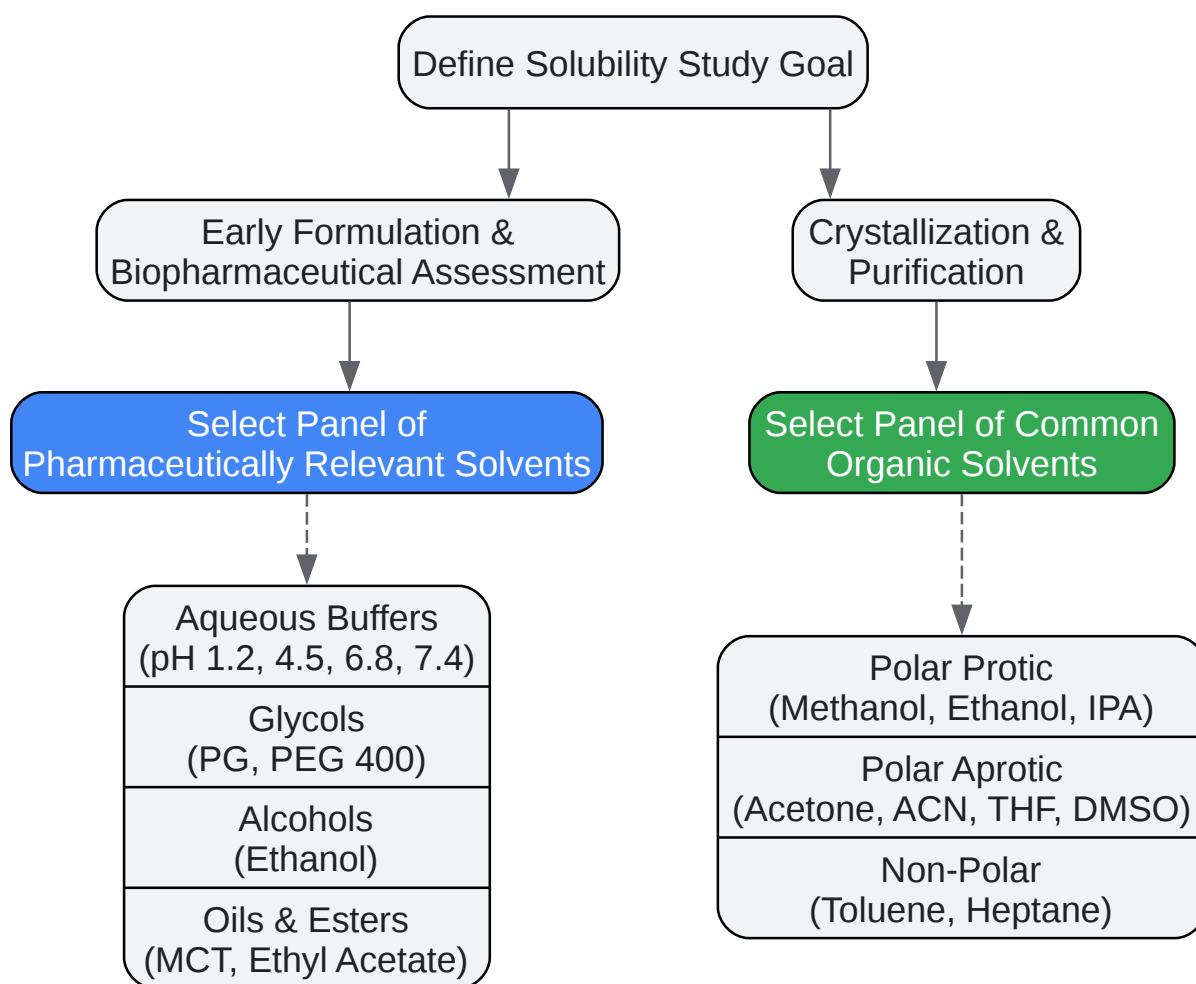 Define Solubility Study Goal
Early Formulation &
Biopharmaceutical Assessment
Crystallization &
Purification
Select Panel of
Pharmaceutically Relevant Solvents
Select Panel of Common
Organic Solvents
Aqueous Buffers
(pH 1.2, 4.5, 6.8, 7.4)
Glycols
(PG, PEG 400)
Alcohols
(Ethanol)
Oils & Esters
(MCT, Ethyl Acetate)
Polar Protic
(Methanol, Ethanol, IPA)
Polar Aprotic
(Acetone, ACN, THF, DMSO)
Non-Polar
(Toluene, Heptane)